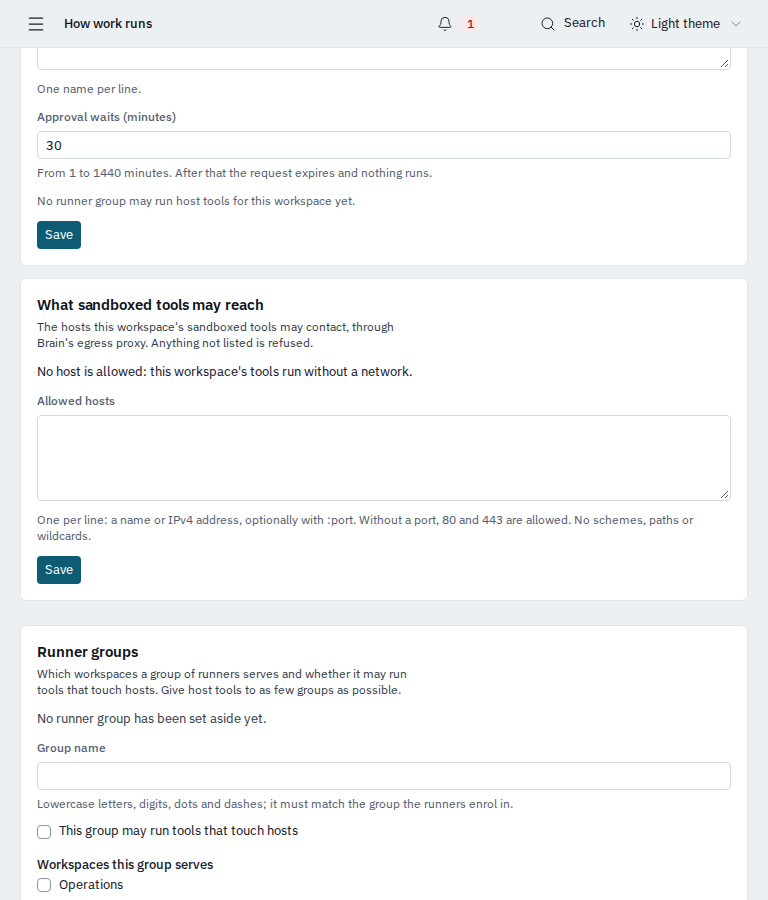 How work runs
1
Search
Light theme
One name per line.
Approval waits (minutes)
30
From 1 to 1440 minutes. After that the request expires and nothing runs.
No runner group may run host tools for this workspace yet.
Save
What sandboxed tools may reach
The hosts this workspace's sandboxed tools may contact, through
Brain's egress proxy. Anything not listed is refused.
No host is allowed: this workspace's tools run without a network.
Allowed hosts
One per line: a name or IPv4 address, optionally with :port. Without a port, 80 and 443 are allowed. No schemes, paths or
wildcards.
Save
Runner groups
Which workspaces a group of runners serves and whether it may run
tools that touch hosts. Give host tools to as few groups as possible.
No runner group has been set aside yet.
Group name
Lowercase letters, digits, dots and dashes; it must match the group the runners enrol in.
This group may run tools that touch hosts
Workspaces this group serves
Operations